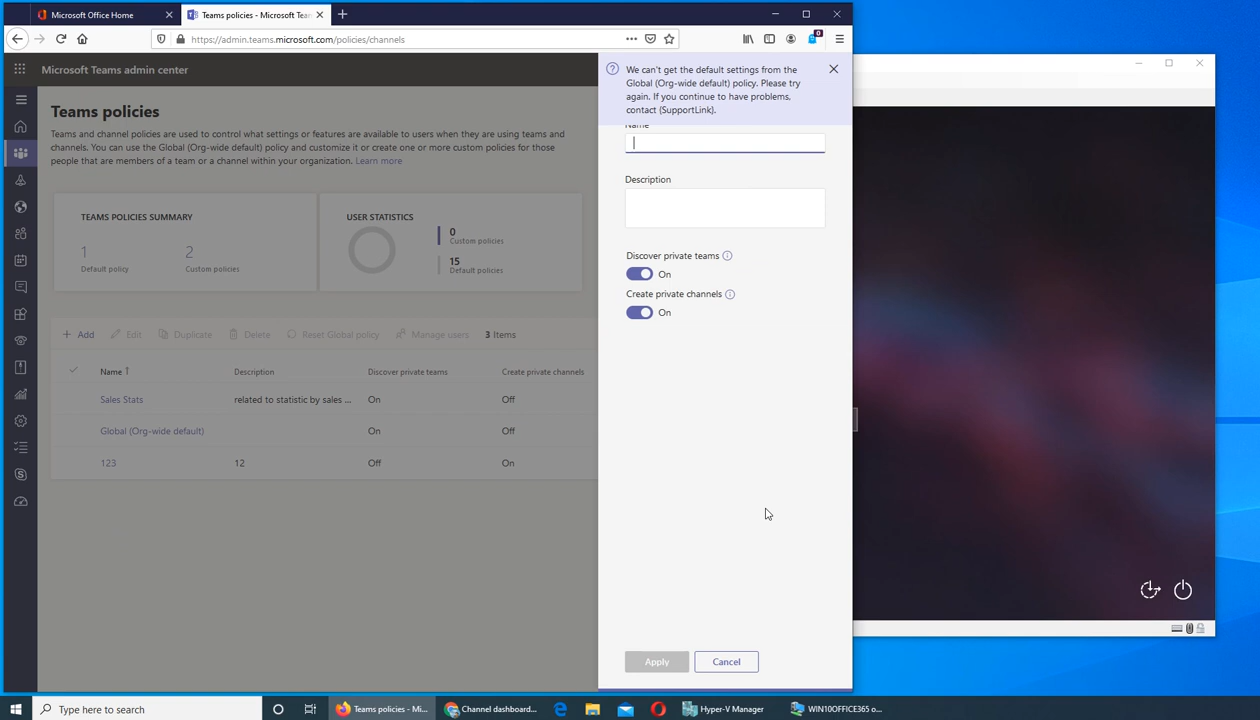 Microsoft Office Home
Teams policies - Microsoft Team
https://admin.teams.microsoft.com/policies/channels
0
Microsoft Teams admin center
We can't get the default settings from the
Global (Org-wide default) policy. Please try
again. If you continue to have problems,
contact {SupportLink}.
Teams policies
Teams and channel policies are used to control what settings or features are available to users when they are using teams and
channels. You can use the Global (Org-wide default) policy and customize it or create one or more custom policies for those
people that are members of a team or a channel within your organization. Learn more
TEAMS POLICIES SUMMARY
1
Default policy
2
Custom policies
USER STATISTICS
0
Custom policies
15
Default policies
+ Add
Edit
Duplicate
Delete
Reset Global policy
Manage users
3 Items
Name ↑
Description
Discover private teams
Create private channels
Sales Stats
related to statistic by sales ...
On
Off
Global (Org-wide default)
On
Off
123
12
Off
On
Name
Description
Discover private teams
On
Create private channels
On
Apply
Cancel
Type here to search
Teams policies - Mi...
Channel dashboard...
Hyper-V Manager
WIN10OFFICE365 o...